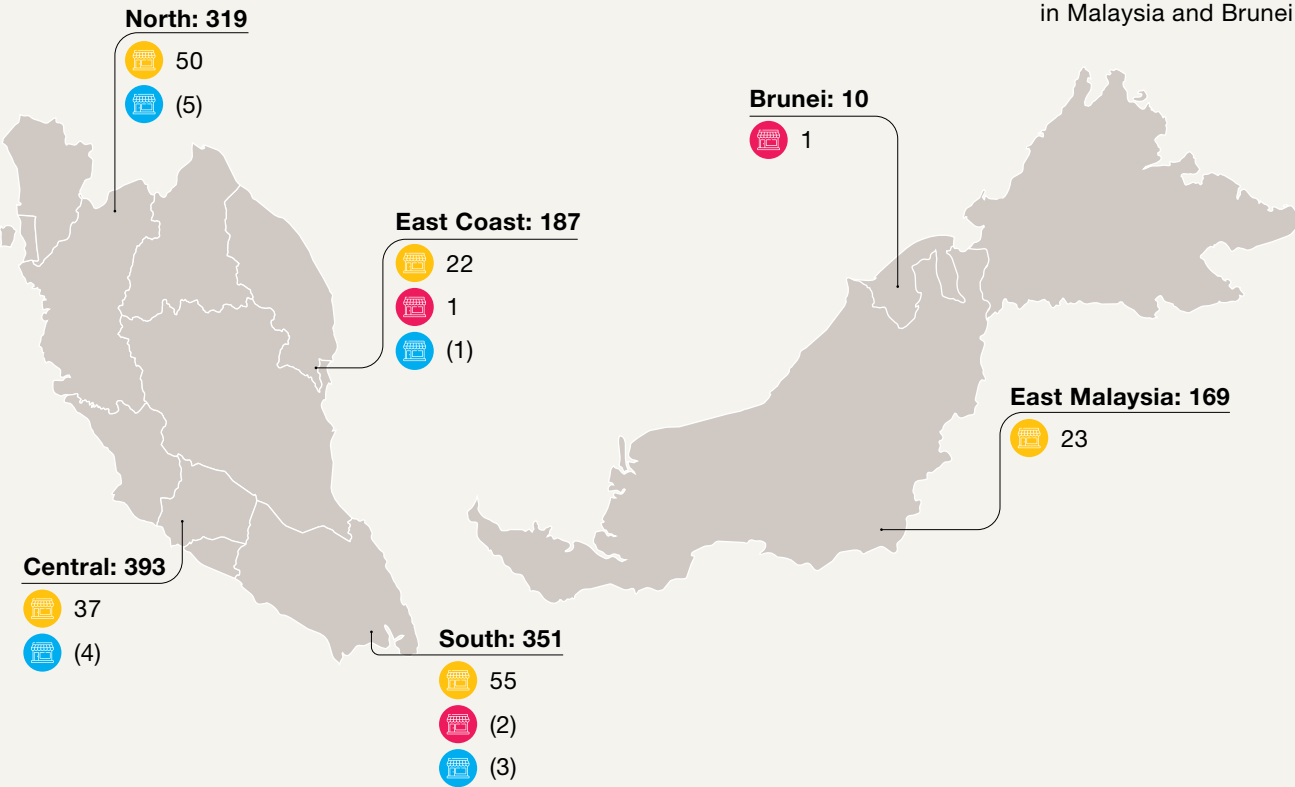 in Malaysia and Brunei
North: 319
50
(5)
Brunei: 10
1
East Coast: 187
22
1
(1)
East Malaysia: 169
23
Central: 393
37
(4)
South: 351
55
(2)
(3)